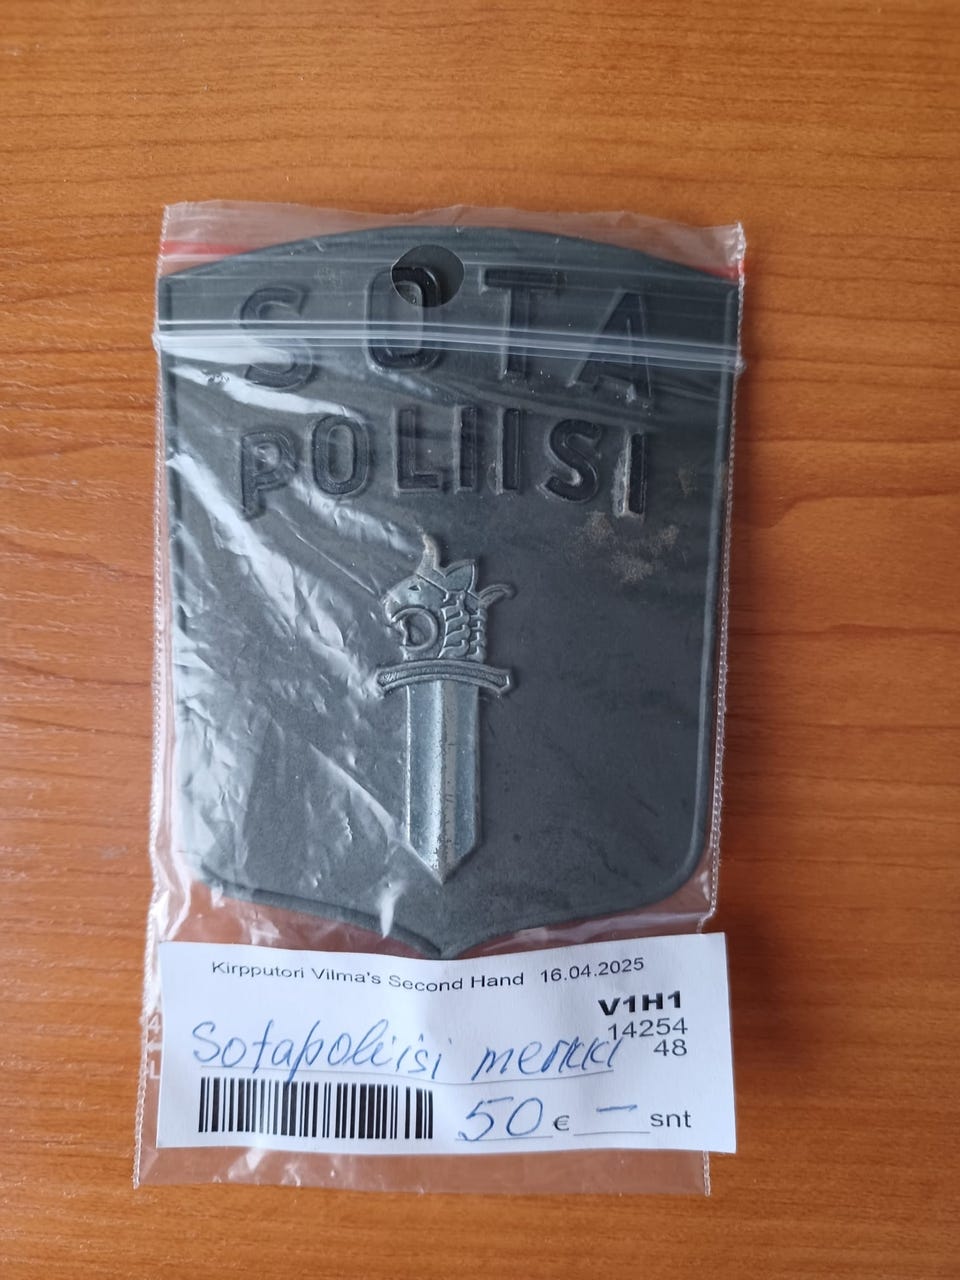 SOTA
POLIISI
Kirpputori Vilma's Second Hand 16.04.2025
V1H1
14254
48
Sotapoliisi merkki
50 € — snt